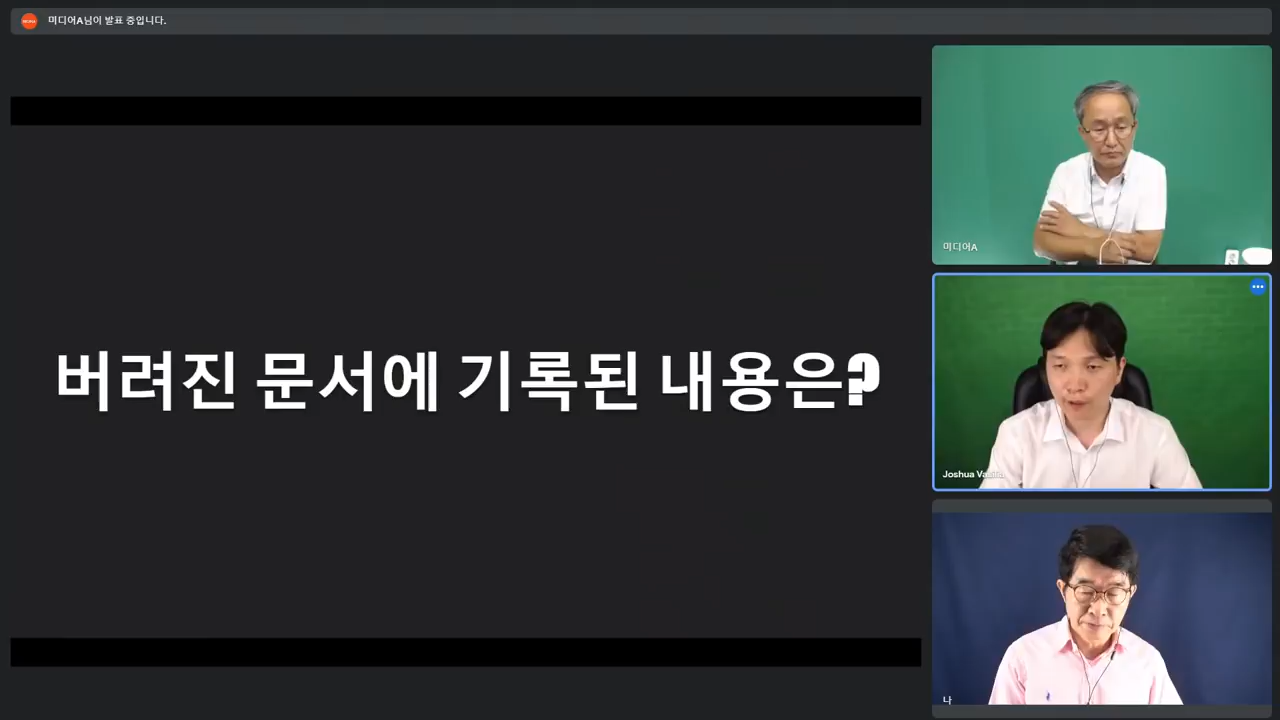 미디어A님이 발표 중입니다.
버려진 문서에 기록된 내용은?
미디어A
Joshua
나